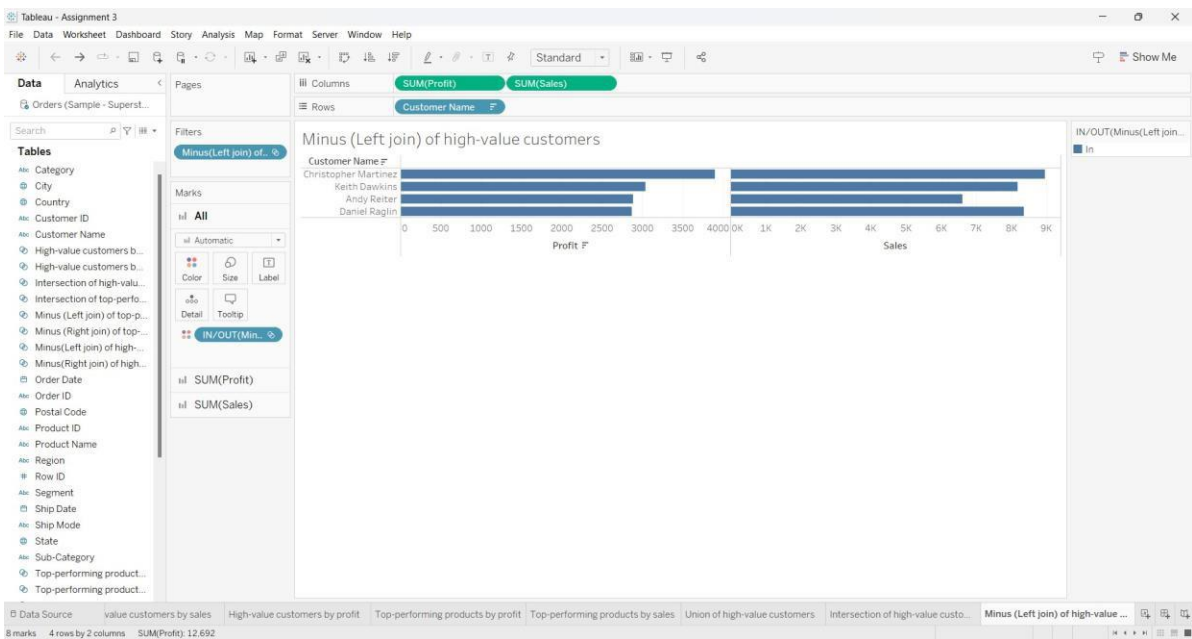 Tableau - Assignment 3
File Data Worksheet Dashboard Story Analysis Map Format Server Window Help
Standard
Show Me
Data Analytics
Orders (Sample - Superst...
Search
Tables
Abc Category
City
Country
Abc Customer ID
Abc Customer Name
High-value customers b...
High-value customers b...
Intersection of high-valu...
Intersection of top-perfo...
Minus (Left join) of top-p...
Minus (Right join) of top-...
Minus(Left join) of high-...
Minus(Right join) of high...
Order Date
Abc Order ID
Postal Code
Abc Product ID
Abc Product Name
Abc Region
# Row ID
Abc Segment
Ship Date
Abc Ship Mode
State
Abc Sub-Category
Top-performing product...
Top-performing product...
Pages
Filters
Minus(Left join) of..
Marks
All
Automatic
Color Size Label
Detail Tooltip
IN/OUT(Min..
SUM(Profit)
SUM(Sales)
Columns SUM(Profit) SUM(Sales)
Rows Customer Name
Minus (Left join) of high-value customers
Customer Name
Christopher Martinez
Keith Dawkins
Andy Reiter
Daniel Raglin
0 500 1000 1500 2000 2500 3000 3500 4000 0K 1K 2K 3K 4K 5K 6K 7K 8K 9K
Profit Sales
IN/OUT(Minus(Left join...
In
Data Source value customers by sales High-value customers by profit Top-performing products by profit Top-performing products by sales Union of high-value customers Intersection of high-value custo... Minus (Left join) of high-value ...
8 marks 4 rows by 2 columns SUM(Profit): 12,692